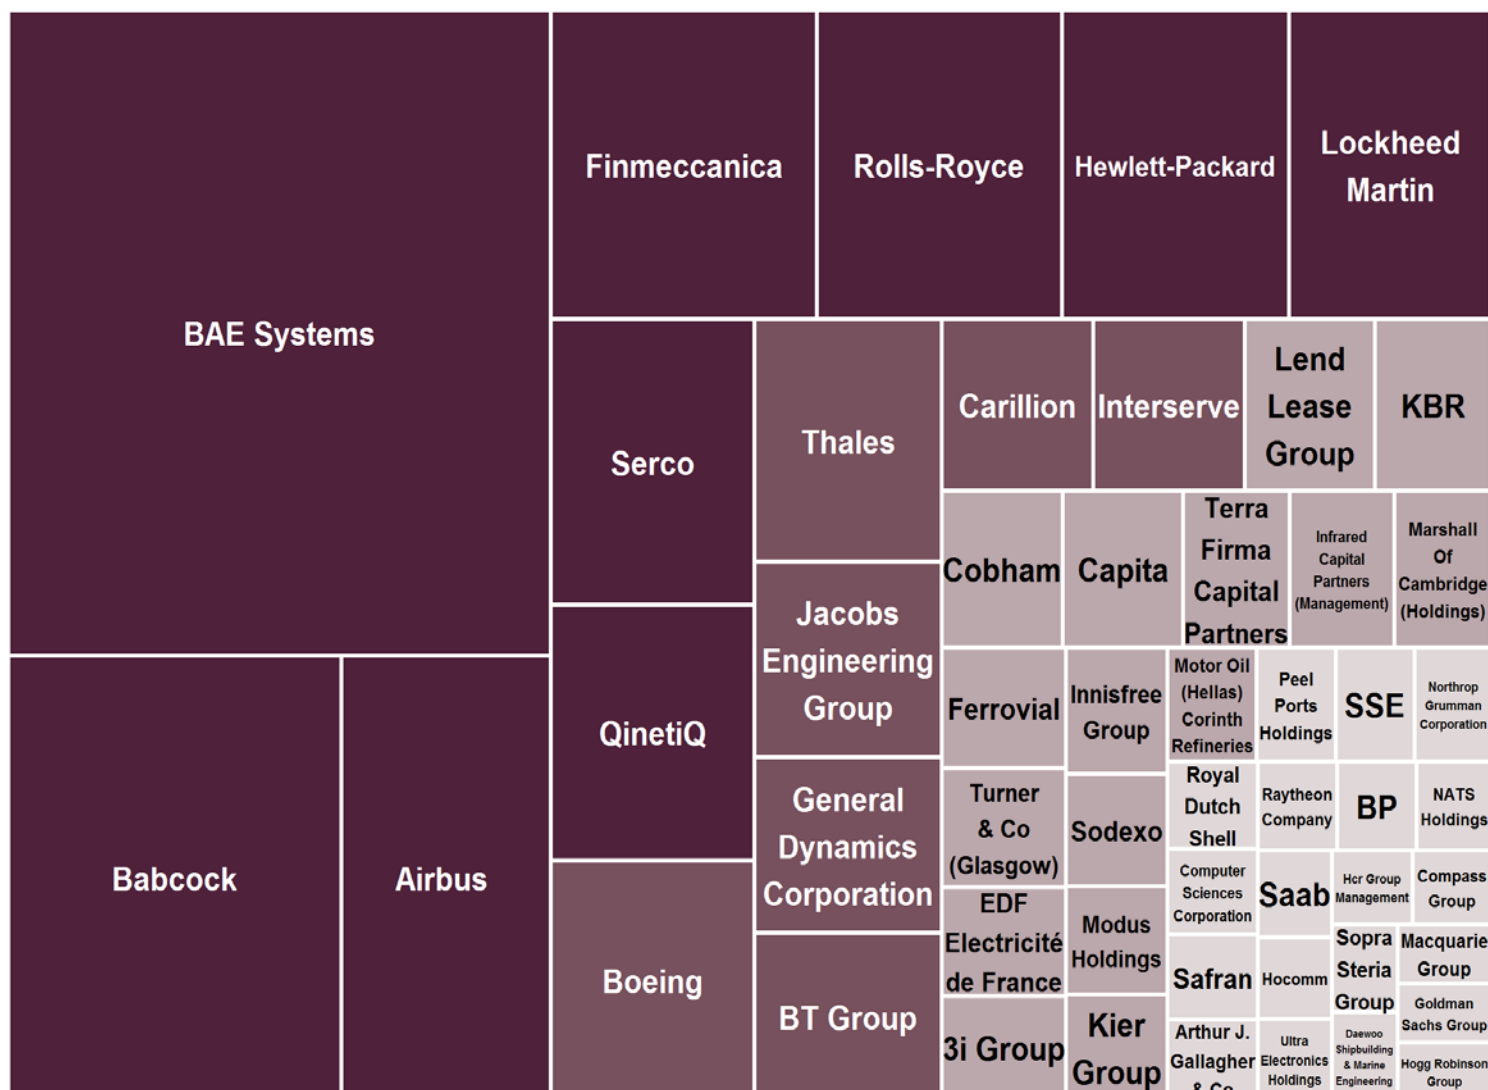 BAE Systems
Babcock
Airbus
Finmeccanica
Rolls-Royce
Hewlett-Packard
Lockheed
Martin
Serco
QinetiQ
Boeing
Thales
Jacobs
Engineering
Group
General
Dynamics
Corporation
BT Group
Carillion
Interserve
Lend
Lease
Group
KBR
Cobham
Capita
Terra
Firma
Capital
Partners
Infrared
Capital
Partners
(Management)
Marshall
Of
Cambridge
(Holdings)
Ferrovial
Turner
& Co
(Glasgow)
EDF
Electricité
de France
3i Group
Innisfree
Group
Sodexo
Modus
Holdings
Kier
Group
Motor Oil
(Hellas)
Corinth
Refineries
Peel
Ports
Holdings
SSE
Northrop
Grumman
Corporation
Royal
Dutch
Shell
Raytheon
Company
BP
NATS
Holdings
Computer
Sciences
Corporation
Saab
Hcr Group
Management
Compass
Group
Safran
Hocomm
Sopra
Steria
Group
Macquarie
Group
Goldman
Sachs Group
Arthur J.
Gallagher
& Co
Ultra
Electronics
Holdings
Daewoo
Shipbuilding
& Marine
Engineering
Hogg Robinson
Group